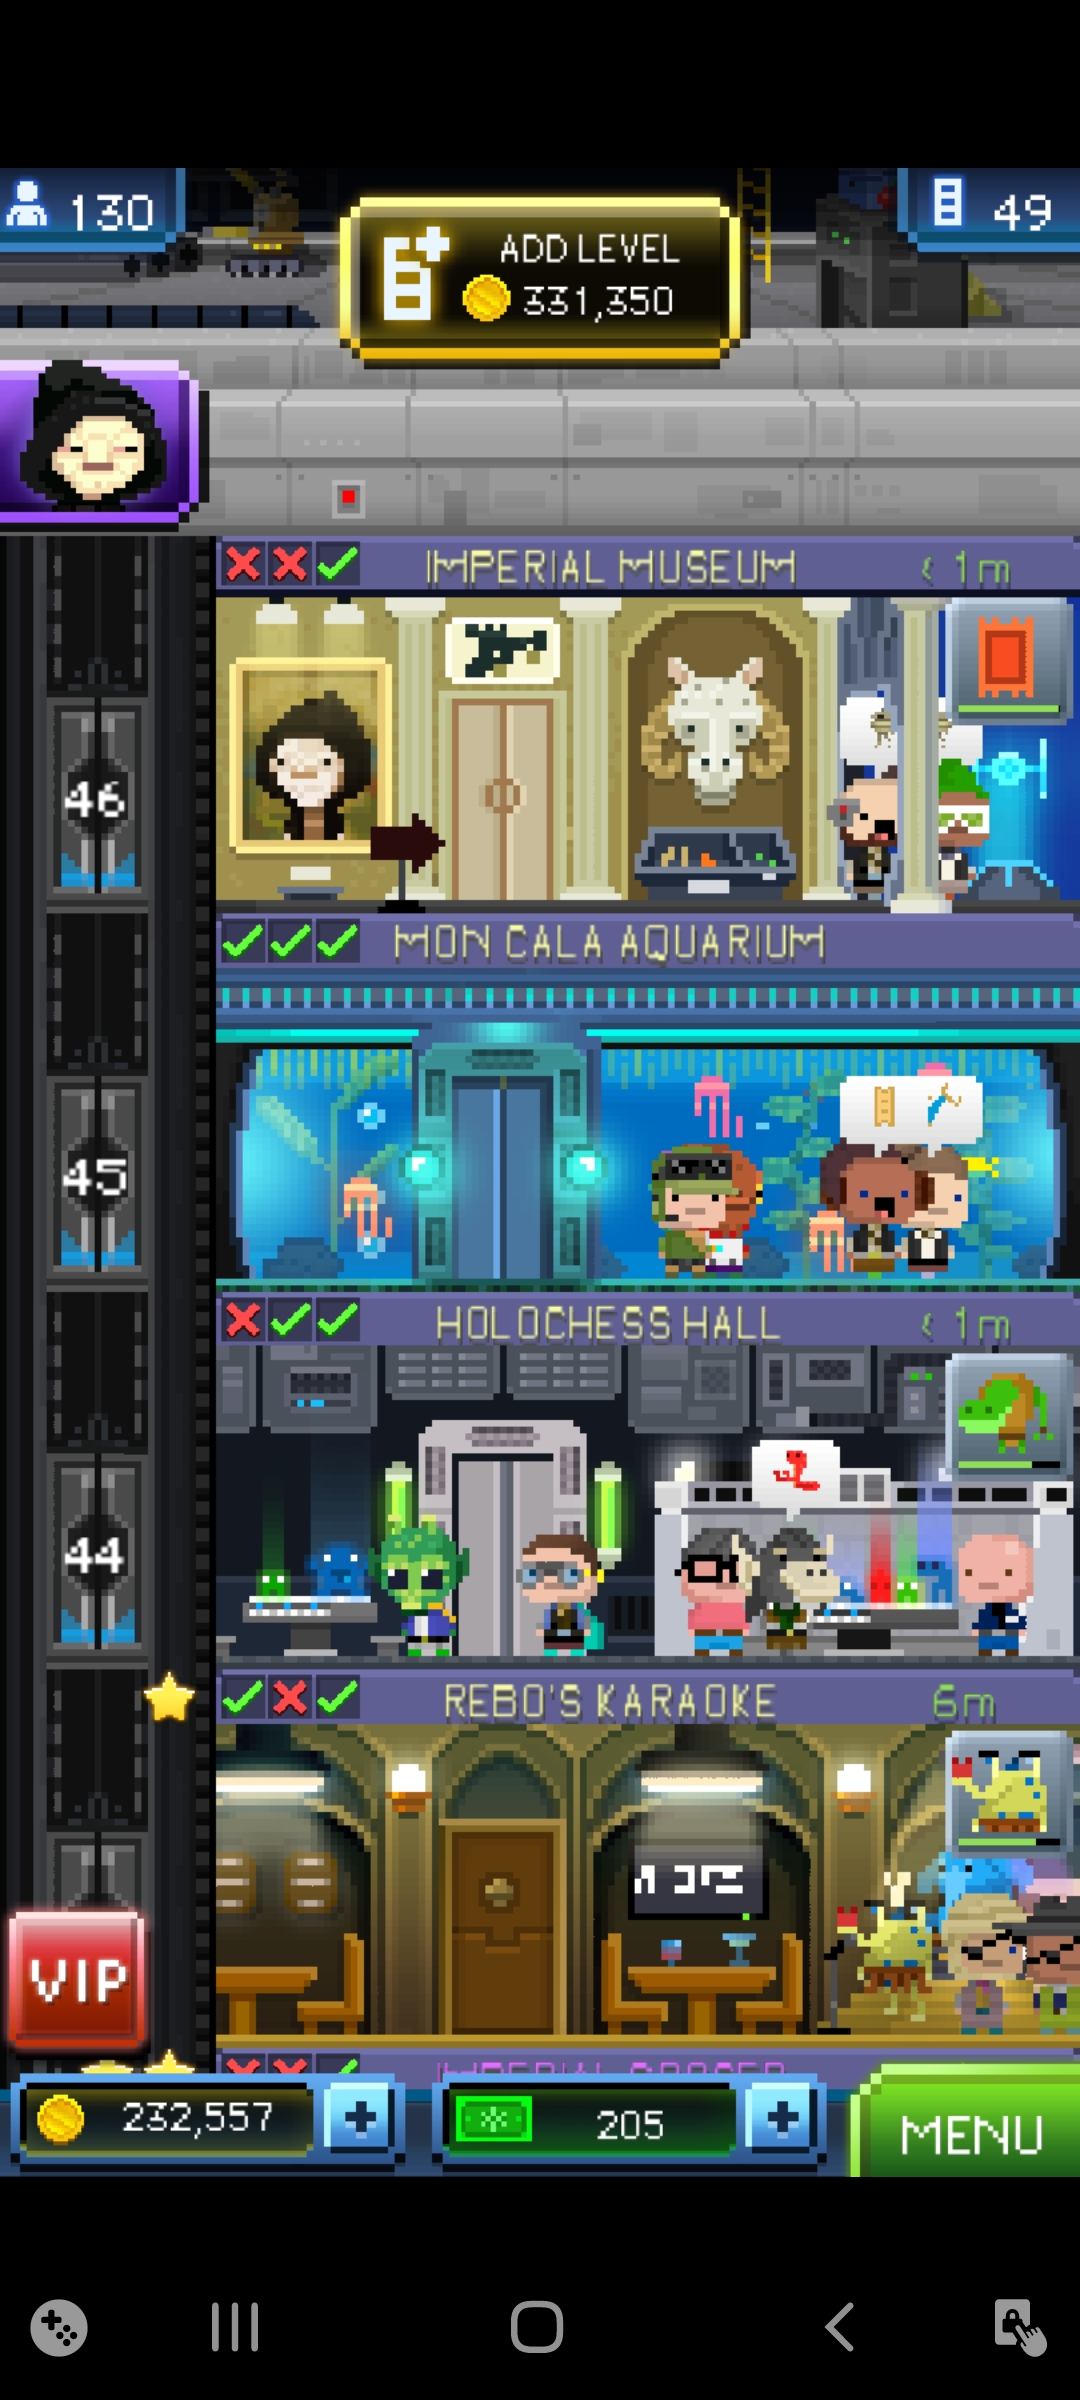 130
ADD LEVEL
331,350
49
IMPERIAL MUSEUM < 1m
46
MON CALA AQUARIUM
45
HOLOCHESS HALL < 1m
44
REBO'S KARAOKE 6m
VIP
232,557
205
MENU